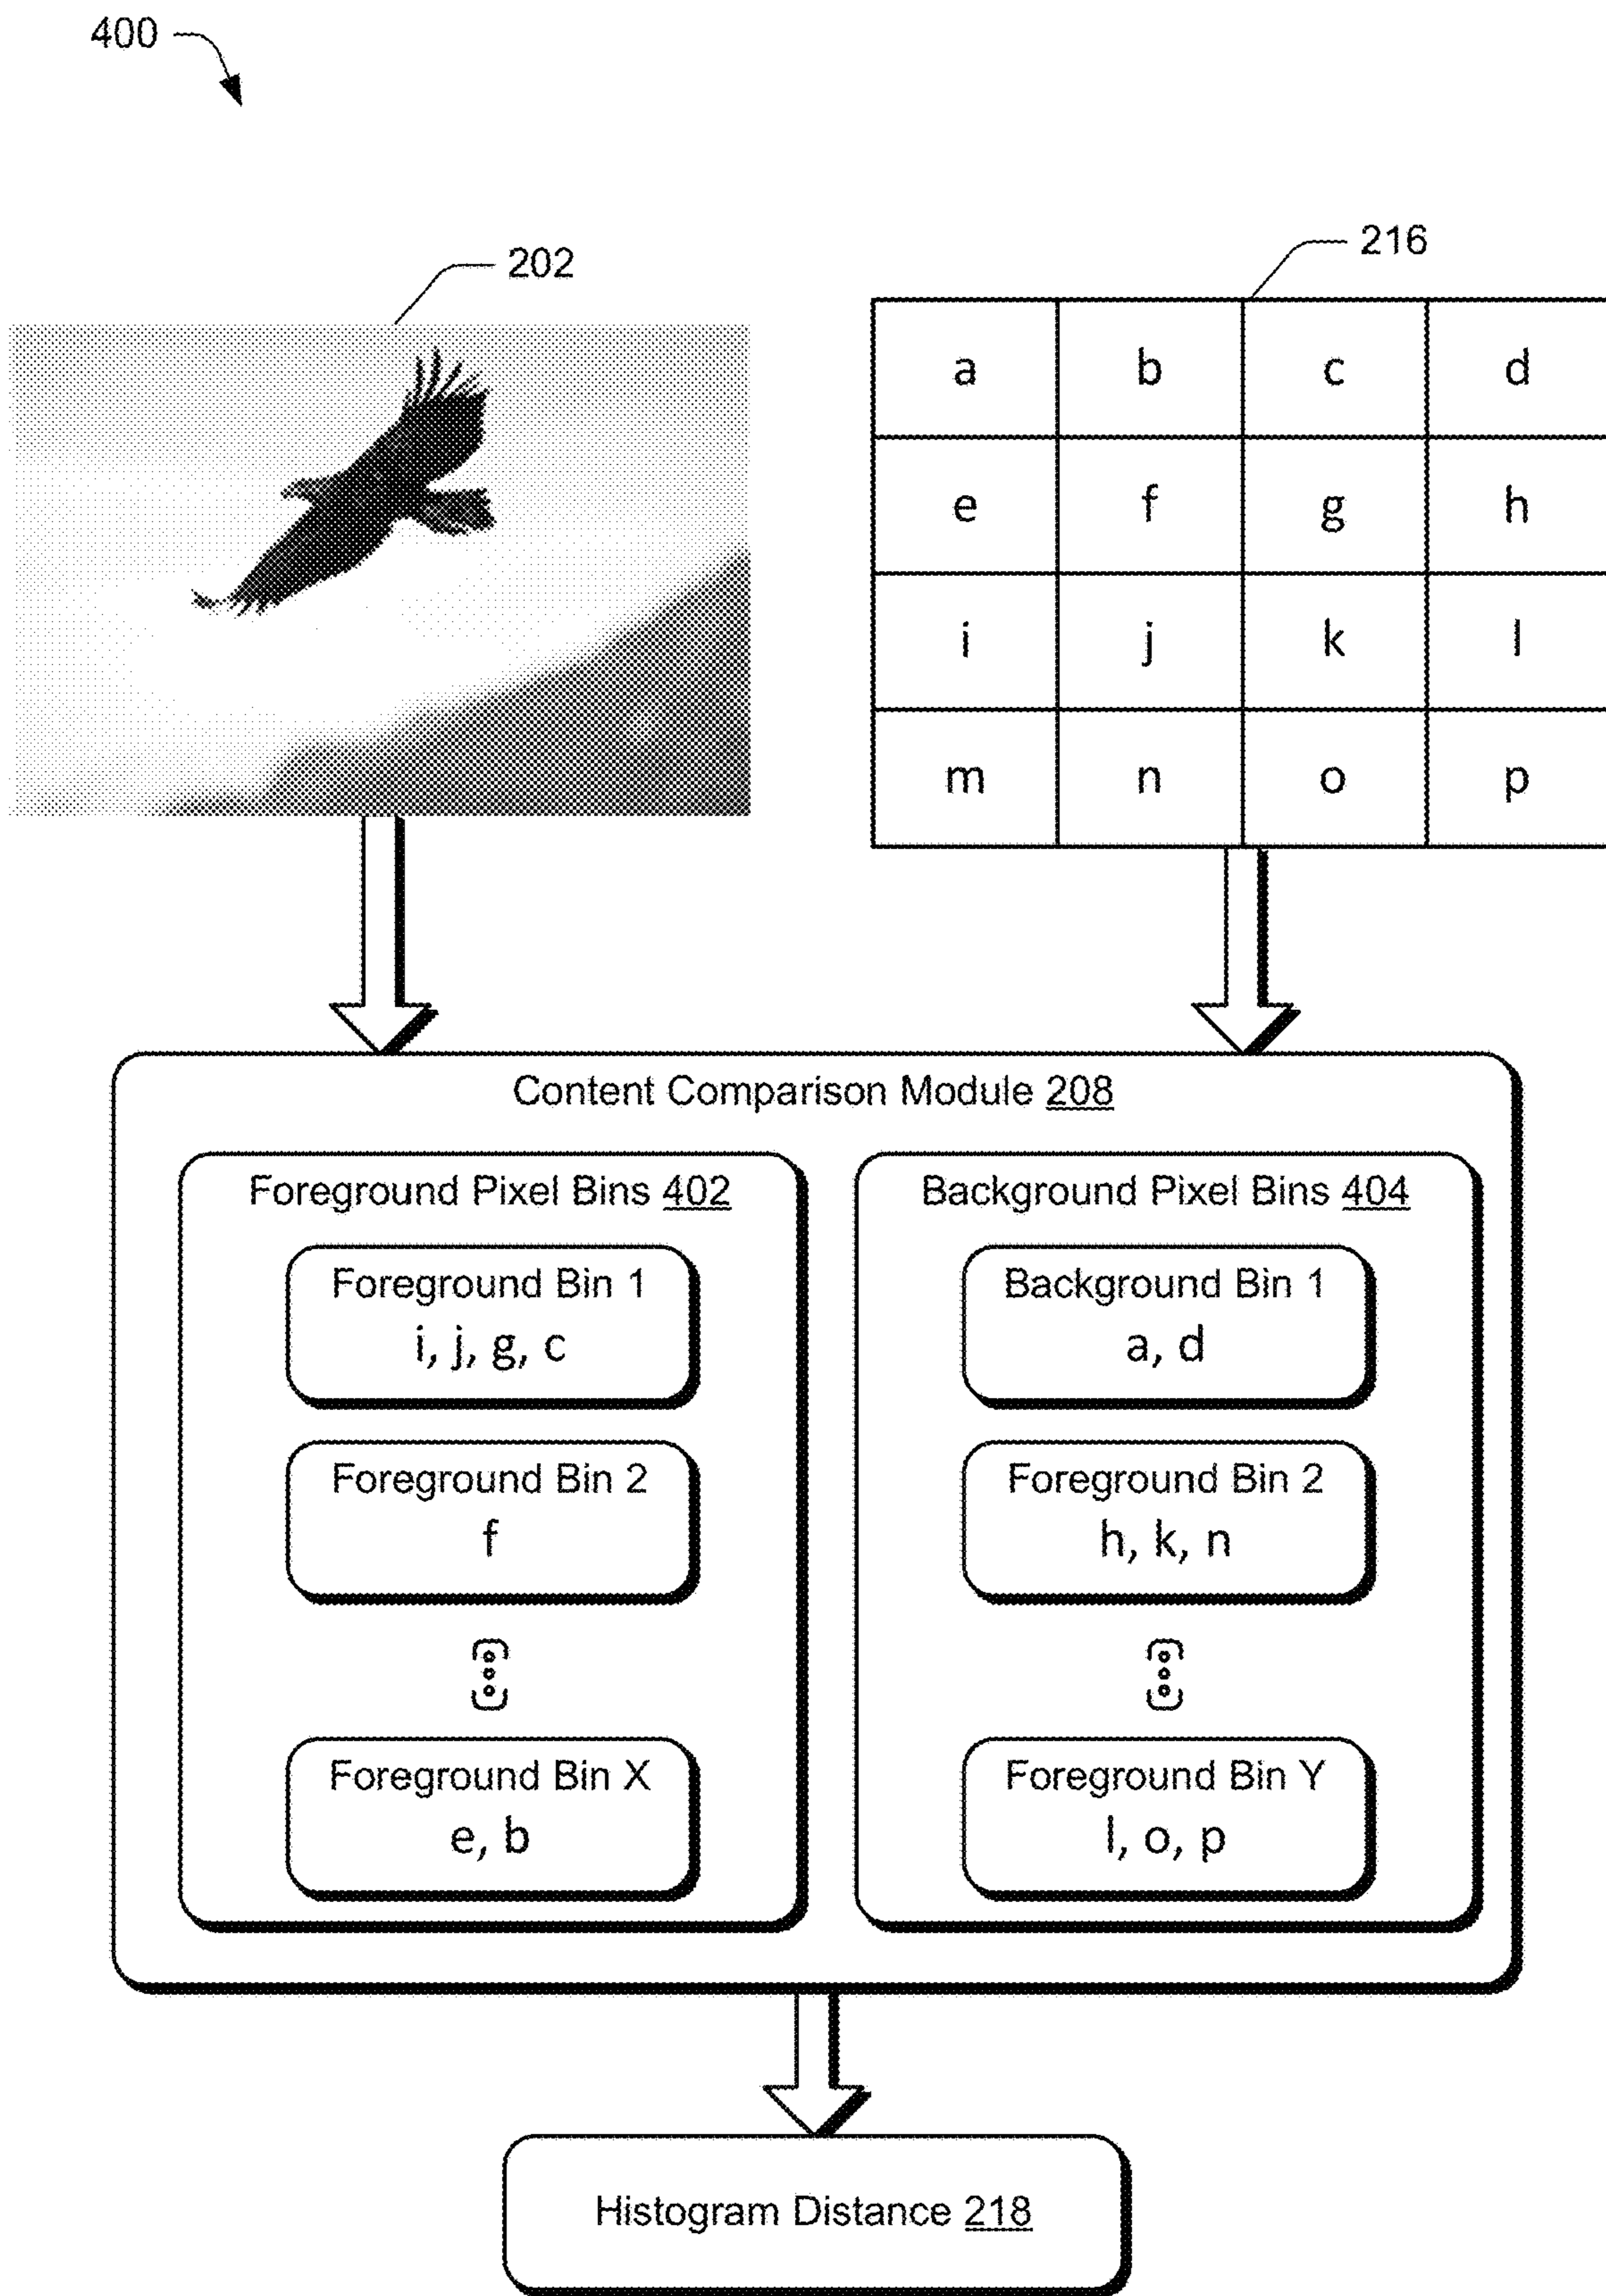 400
202
216
a b c d
e f g h
i j k l
m n o p
Content Comparison Module 208
Foreground Pixel Bins 402
Foreground Bin 1
i, j, g, c
Foreground Bin 2
f
Foreground Bin X
e, b
Background Pixel Bins 404
Background Bin 1
a, d
Foreground Bin 2
h, k, n
Foreground Bin Y
l, o, p
Histogram Distance 218